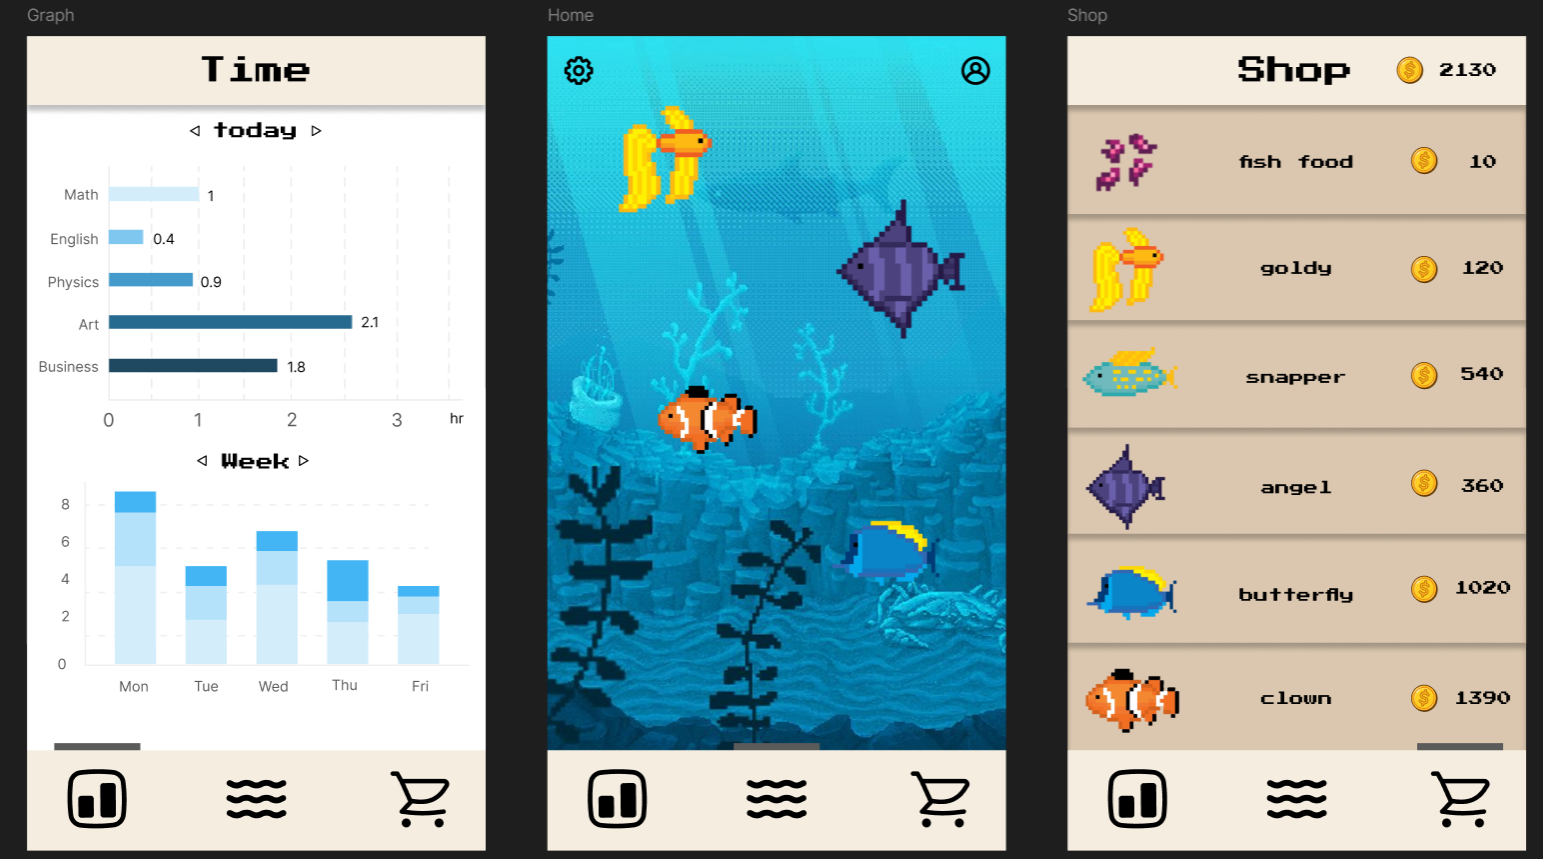 Graph
Time
today
Math 1
English 0.4
Physics 0.9
Art 2.1
Business 1.8
0 1 2 3 hr
Week
8
6
4
2
0
Mon Tue Wed Thu Fri
Home
Shop
Shop $ 2130
fish food $ 10
goldy $ 120
snapper $ 540
angel $ 360
butterfly $ 1020
clown $ 1390